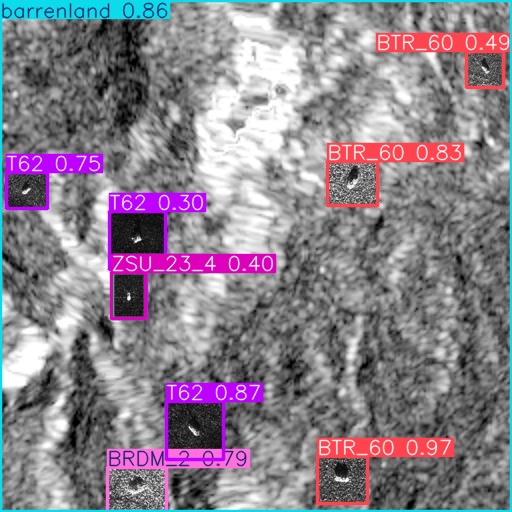 barrenland 0.86
BTR_60 0.49
BTR_60 0.83
T62 0.75
T62 0.30
ZSU_23_4 0.40
T62 0.87
BTR_60 0.97
BRDM_2 0.79